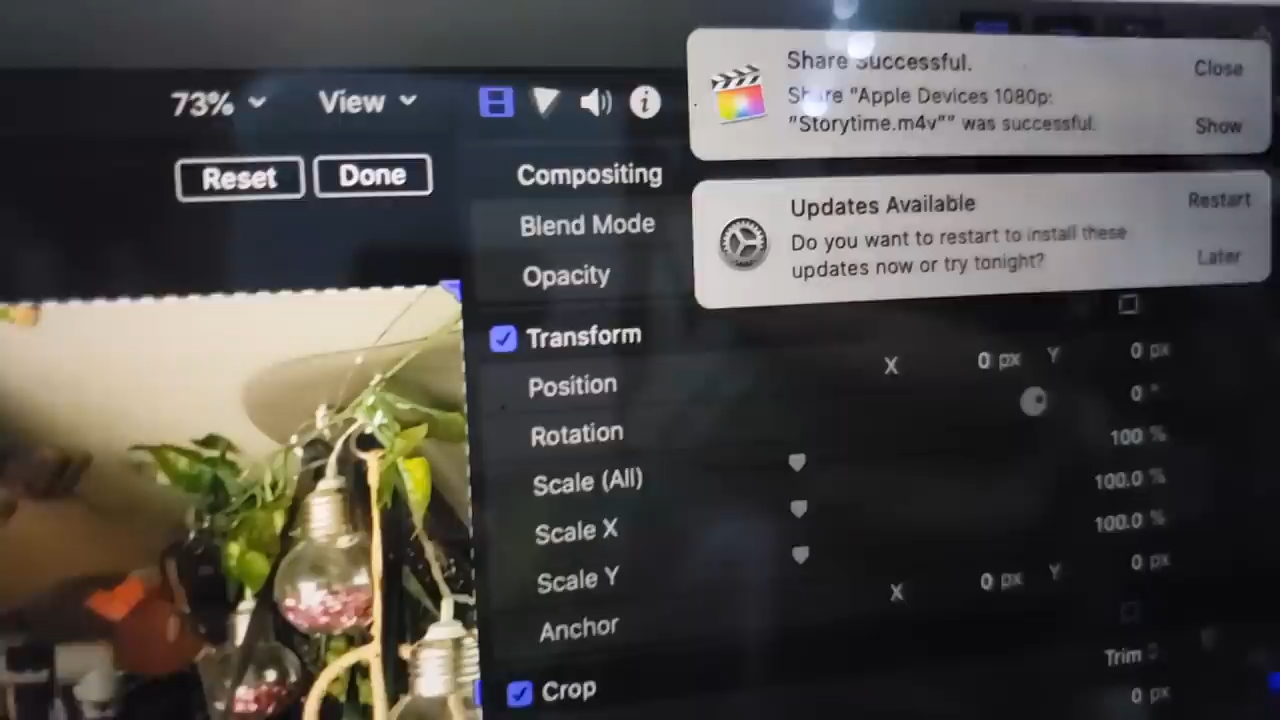 73% View
Reset Done
Share Successful.
Close
Share "Apple Devices 1080p:
"Storytime.m4v"" was successful.
Show
Updates Available
Restart
Do you want to restart to install these
updates now or try tonight?
Later
Compositing
Blend Mode
Opacity
Transform
Position X 0 px Y 0 px
Rotation 0 °
Scale (All) 100 %
Scale X 100.0 %
Scale Y 100.0 %
Anchor X 0 px Y 0 px
Crop
Trim
0 px